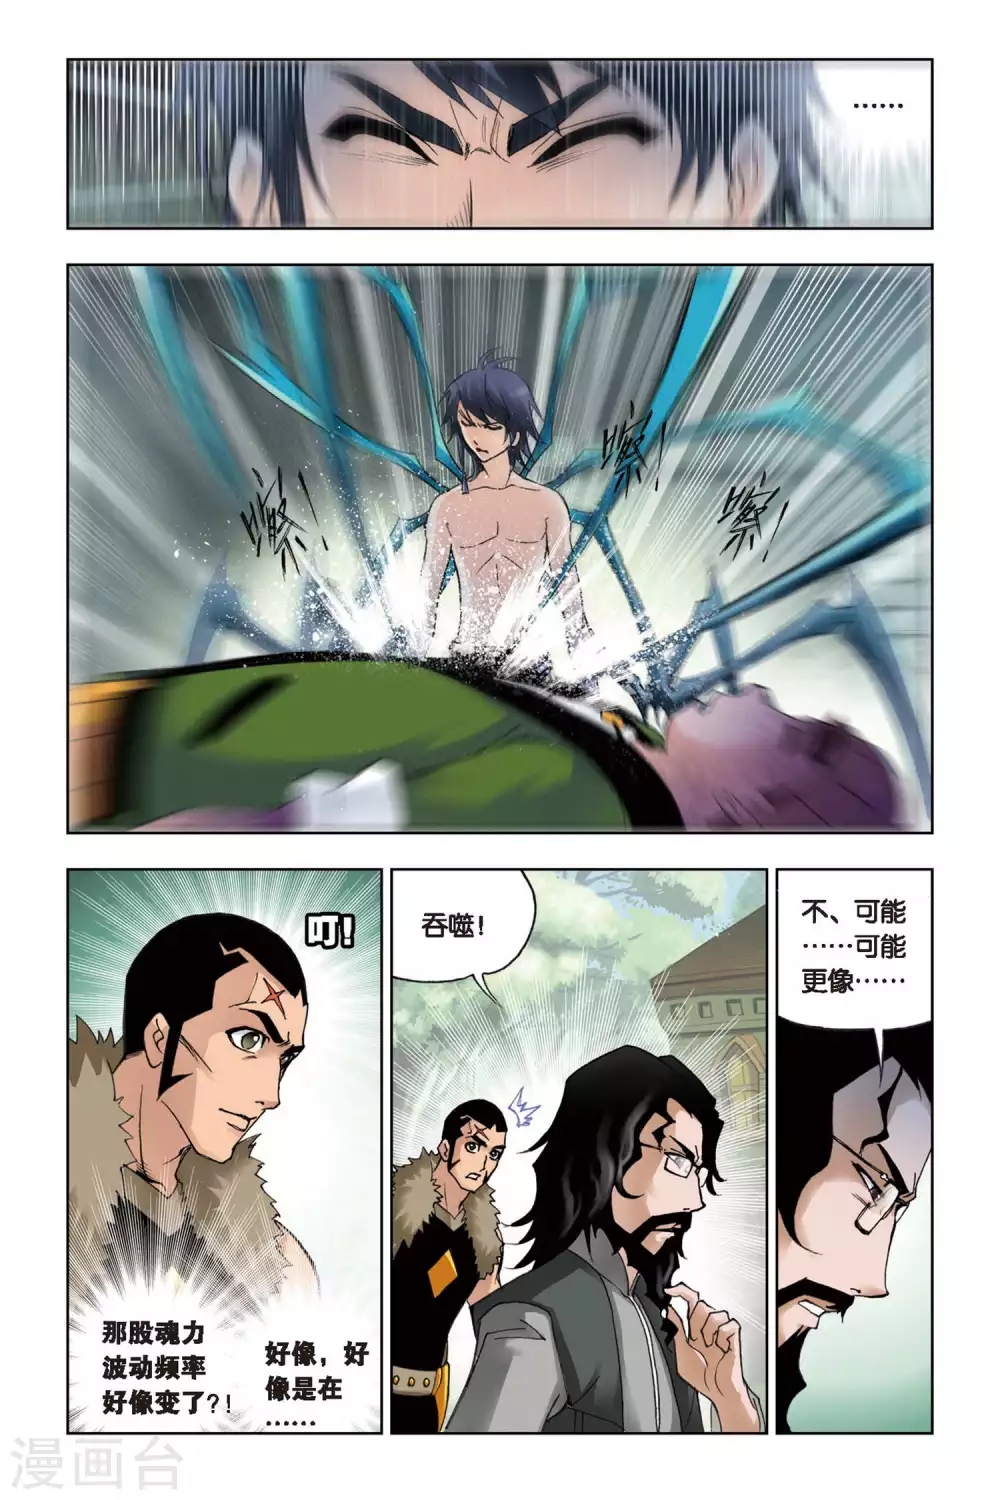 ……
嚓！
嚓！
嚓！
叮！
那股魂力
波动频率
好像变了？！
好像，好
像是在
……
吞噬！
不、可能
……可能
更像……
漫画台